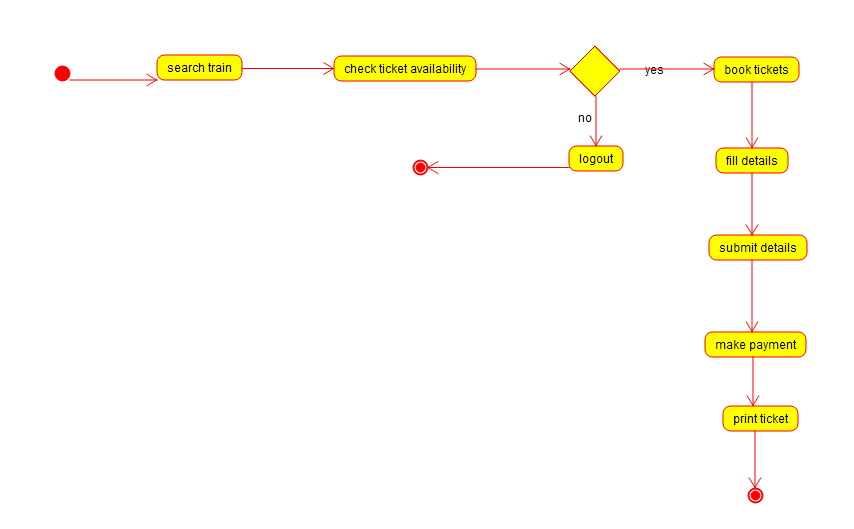 search train
check ticket availability
yes
book tickets
no
logout
fill details
submit details
make payment
print ticket